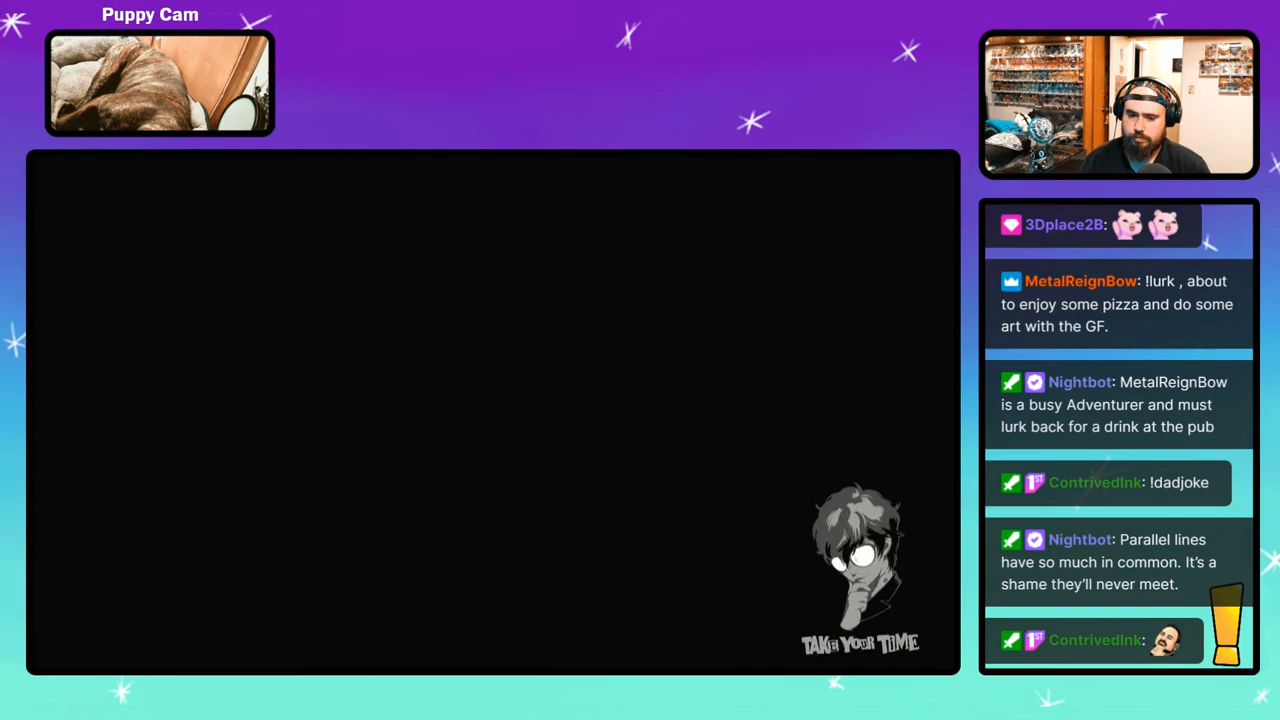 Puppy Cam
3Dplace2B:
MetalReignBow: !lurk , about
to enjoy some pizza and do some
art with the GF.
Nightbot: MetalReignBow
is a busy Adventurer and must
lurk back for a drink at the pub
1ST ContrivedInk: !dadjoke
Nightbot: Parallel lines
have so much in common. It’s a
shame they’ll never meet.
1ST ContrivedInk:
TAKE YOUR TIME